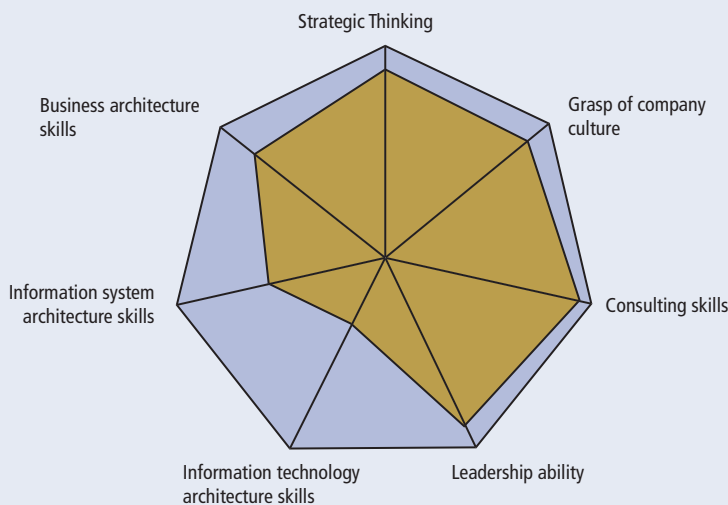 Strategic Thinking
Business architecture
skills
Grasp of company
culture
Information system
architecture skills
Consulting skills
Information technology
architecture skills
Leadership ability